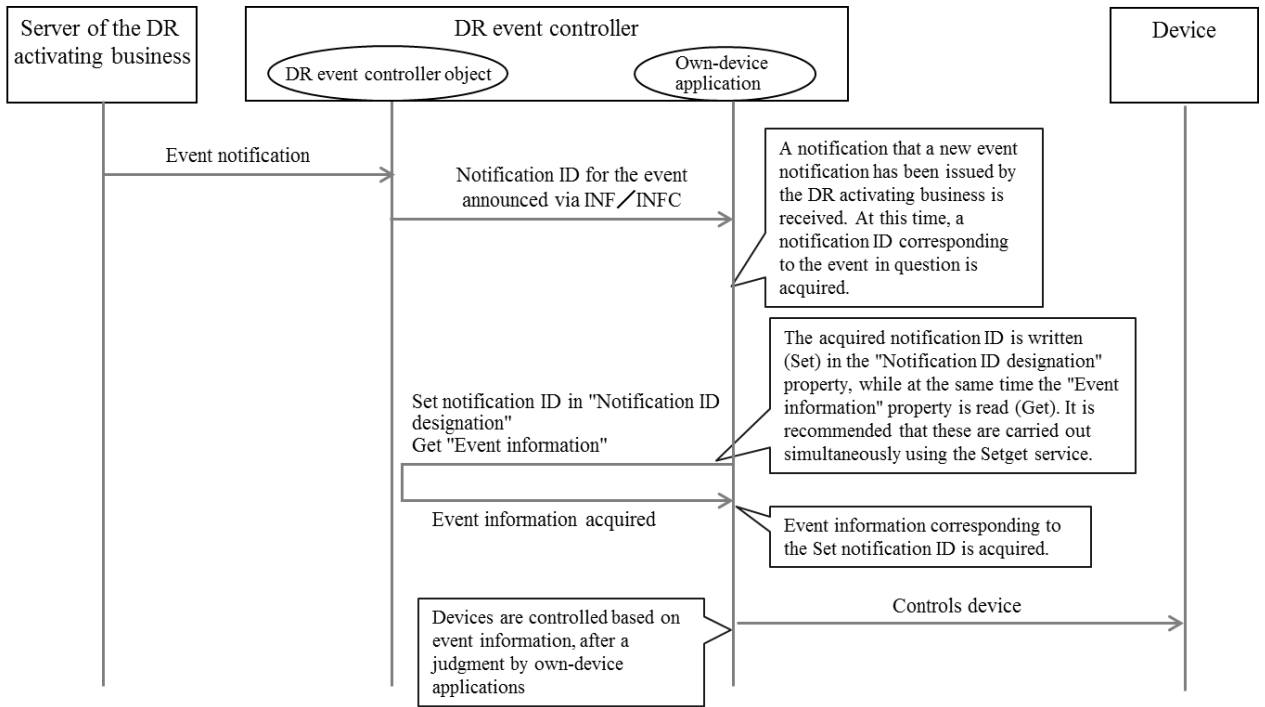 Server of the DR
activating business
DR event controller
DR event controller object
Own-device
application
Device
Event notification
Notification ID for the event
announced via INF／INFC
A notification that a new event
notification has been issued by
the DR activating business is
received. At this time, a
notification ID corresponding
to the event in question is
acquired.
The acquired notification ID is written
(Set) in the "Notification ID designation"
property, while at the same time the "Event
information" property is read (Get). It is
recommended that these are carried out
simultaneously using the Setget service.
Set notification ID in "Notification ID
designation"
Get "Event information"
Event information acquired
Event information corresponding to
the Set notification ID is acquired.
Devices are controlled based on
event information, after a
judgment by own-device
applications
Controls device